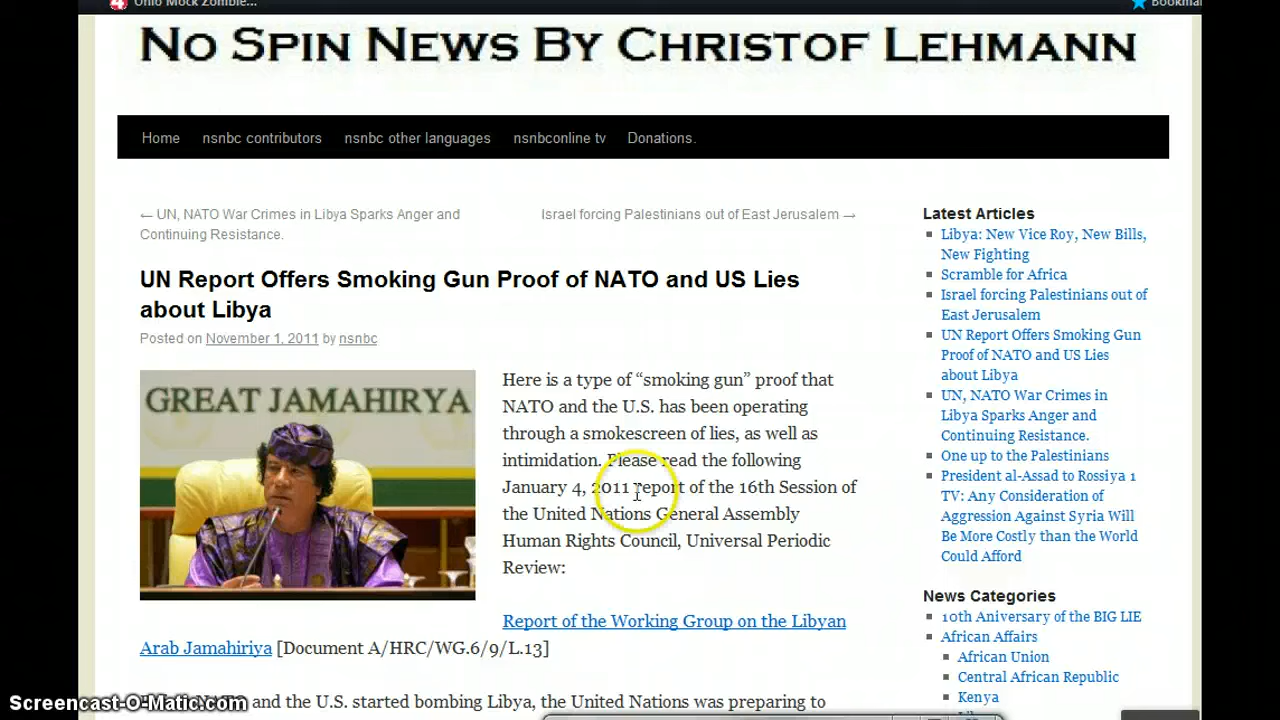 Ohio Mock Zombie...
Bookmar
NO SPIN NEWS BY CHRISTOF LEHMANN
Home nsnbc contributors nsnbc other languages nsnbconline tv Donations.
← UN, NATO War Crimes in Libya Sparks Anger and
Continuing Resistance.
Israel forcing Palestinians out of East Jerusalem →
UN Report Offers Smoking Gun Proof of NATO and US Lies
about Libya
Posted on November 1, 2011 by nsnbc
GREAT JAMAHIRYA
Here is a type of “smoking gun” proof that
NATO and the U.S. has been operating
through a smokescreen of lies, as well as
intimidation. Please read the following
January 4, 2011 report of the 16th Session of
the United Nations General Assembly
Human Rights Council, Universal Periodic
Review:
Report of the Working Group on the Libyan
Arab Jamahiriya [Document A/HRC/WG.6/9/L.13]
and the U.S. started bombing Libya, the United Nations was preparing to
Latest Articles
Libya: New Vice Roy, New Bills,
New Fighting
Scramble for Africa
Israel forcing Palestinians out of
East Jerusalem
UN Report Offers Smoking Gun
Proof of NATO and US Lies
about Libya
UN, NATO War Crimes in
Libya Sparks Anger and
Continuing Resistance.
One up to the Palestinians
President al-Assad to Rossiya 1
TV: Any Consideration of
Aggression Against Syria Will
Be More Costly than the World
Could Afford
News Categories
10th Aniversary of the BIG LIE
African Affairs
African Union
Central African Republic
Kenya
Screencast-O-Matic.com